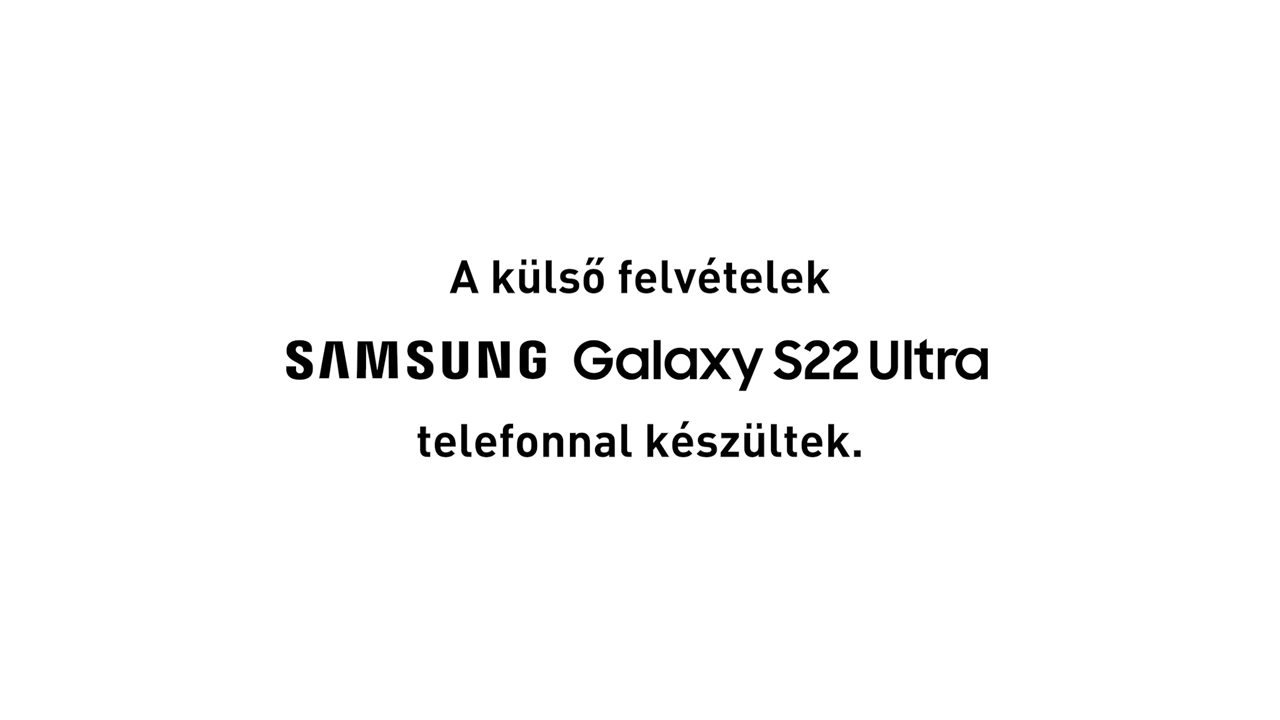 A külső felvételek
SAMSUNG Galaxy S22 Ultra
telefonnal készültek.